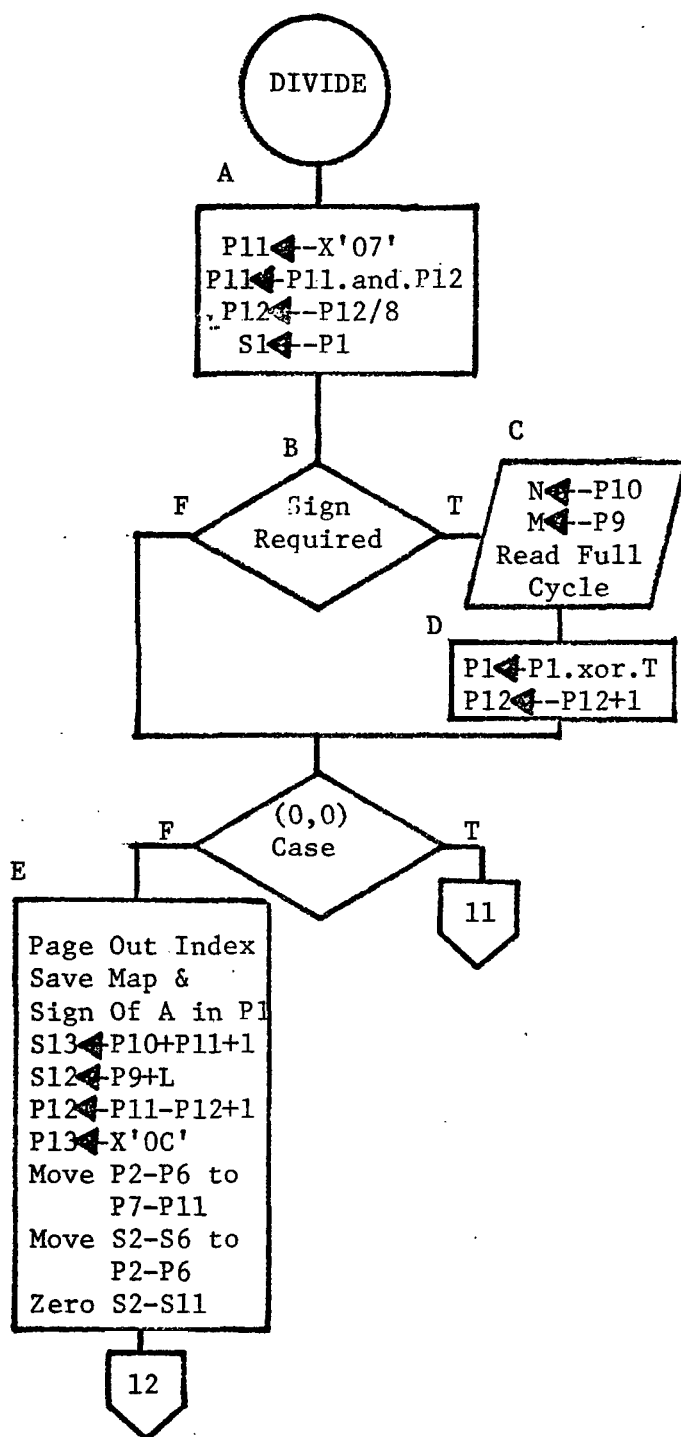 DIVIDE
A
P11◄--X'07'
P11◄-P11.and.P12
P12◄--P12/8
S1◄--P1
B
C
F
Sign
Required
T
N◄--P10
M◄--P9
Read Full
Cycle
D
P1◄-P1.xor.T
P12◄--P12+1
F
(0,0)
Case
T
11
E
Page Out Index
Save Map &
Sign Of A in P1
S13◄-P10+P11+1
S12◄-P9+L
P12◄-P11-P12+1
P13◄-X'0C'
Move P2-P6 to
P7-P11
Move S2-S6 to
P2-P6
Zero S2-S11
12